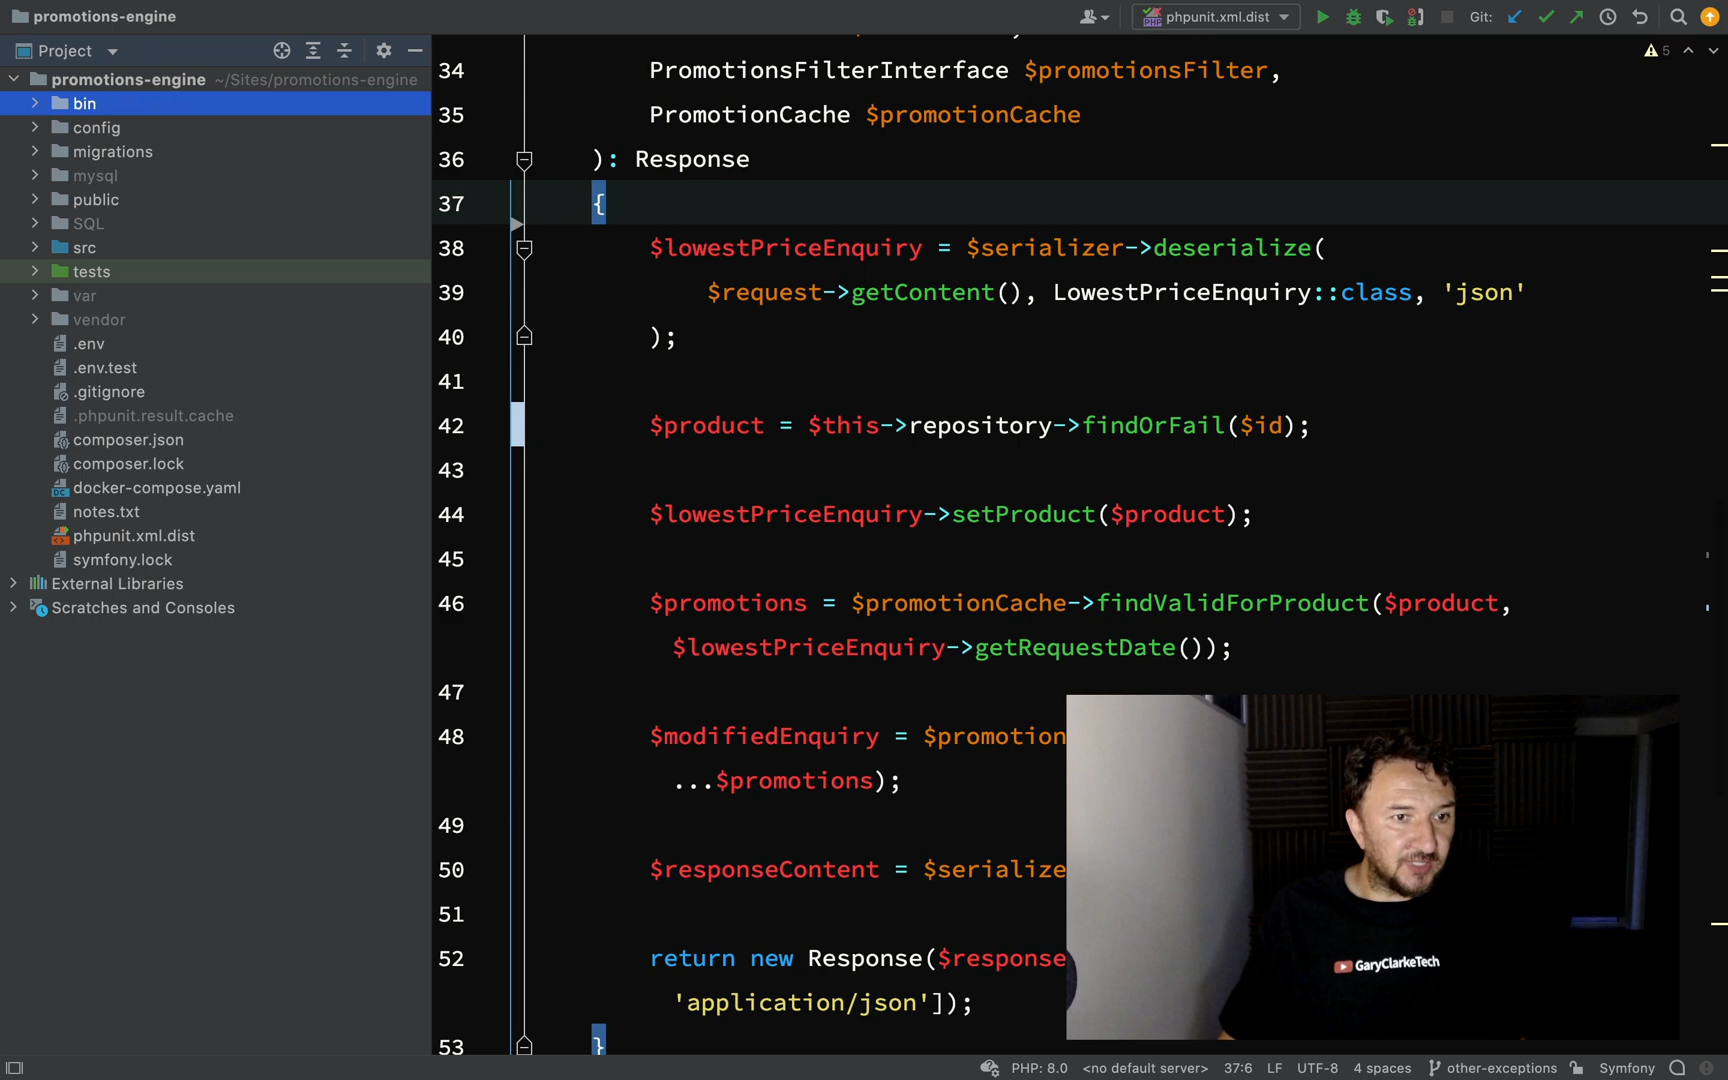 promotions-engine
phpunit.xml.dist
Git:
Project
5
promotions-engine ~/Sites/promotions-engine
bin
config
migrations
mysql
public
SQL
src
tests
var
vendor
.env
.env.test
.gitignore
.phpunit.result.cache
composer.json
composer.lock
docker-compose.yaml
notes.txt
phpunit.xml.dist
symfony.lock
External Libraries
Scratches and Consoles
34 PromotionsFilterInterface $promotionsFilter,
35 PromotionCache $promotionCache
36 ): Response
37 {
38 $lowestPriceEnquiry = $serializer->deserialize(
39 $request->getContent(), LowestPriceEnquiry::class, 'json'
40 );
41
42 $product = $this->repository->findOrFail($id);
43
44 $lowestPriceEnquiry->setProduct($product);
45
46 $promotions = $promotionCache->findValidForProduct($product,
$lowestPriceEnquiry->getRequestDate());
47
48 $modifiedEnquiry = $promotion
...$promotions);
49
50 $responseContent = $serialize
51
52 return new Response($response
'application/json']);
53 }
GaryClarkeTech
PHP: 8.0 <no default server> 37:6 LF UTF-8 4 spaces other-exceptions Symfony